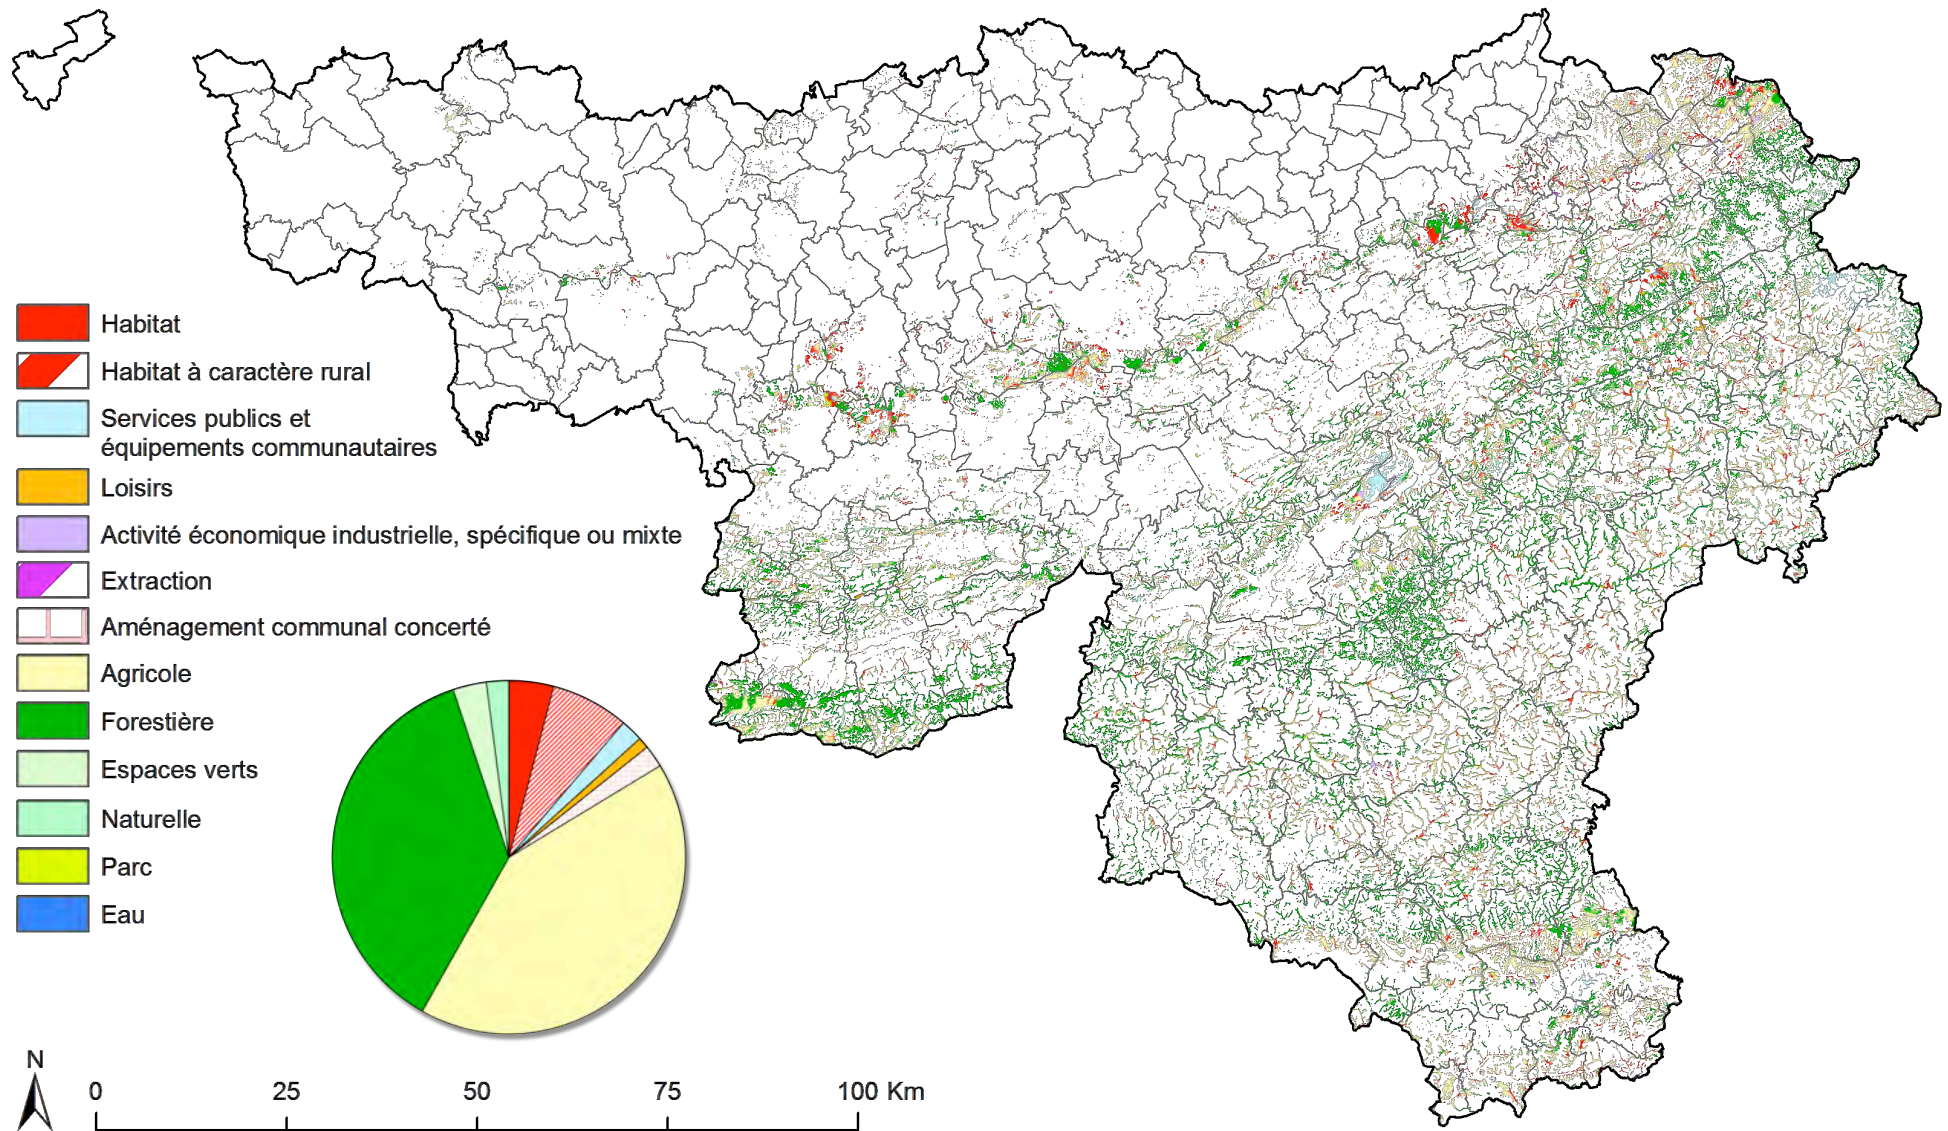 Habitat
Habitat à caractère rural
Services publics et
équipements communautaires
Loisirs
Activité économique industrielle, spécifique ou mixte
Extraction
Aménagement communal concerté
Agricole
Forestière
Espaces verts
Naturelle
Parc
Eau
N
0 25 50 75 100 Km